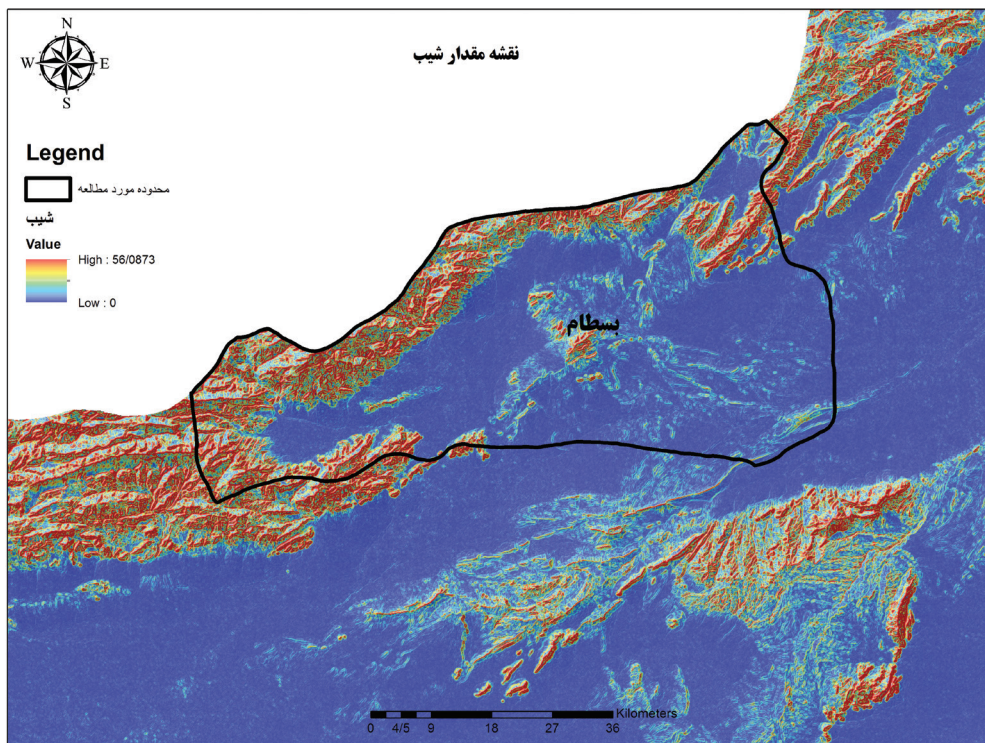 نقشه مقدار شیب
N
W E
S
Legend
محدوده مورد مطالعه
شیب
Value
High : 56/0873
Low : 0
بسطام
Kilometers
0 4/5 9 18 27 36